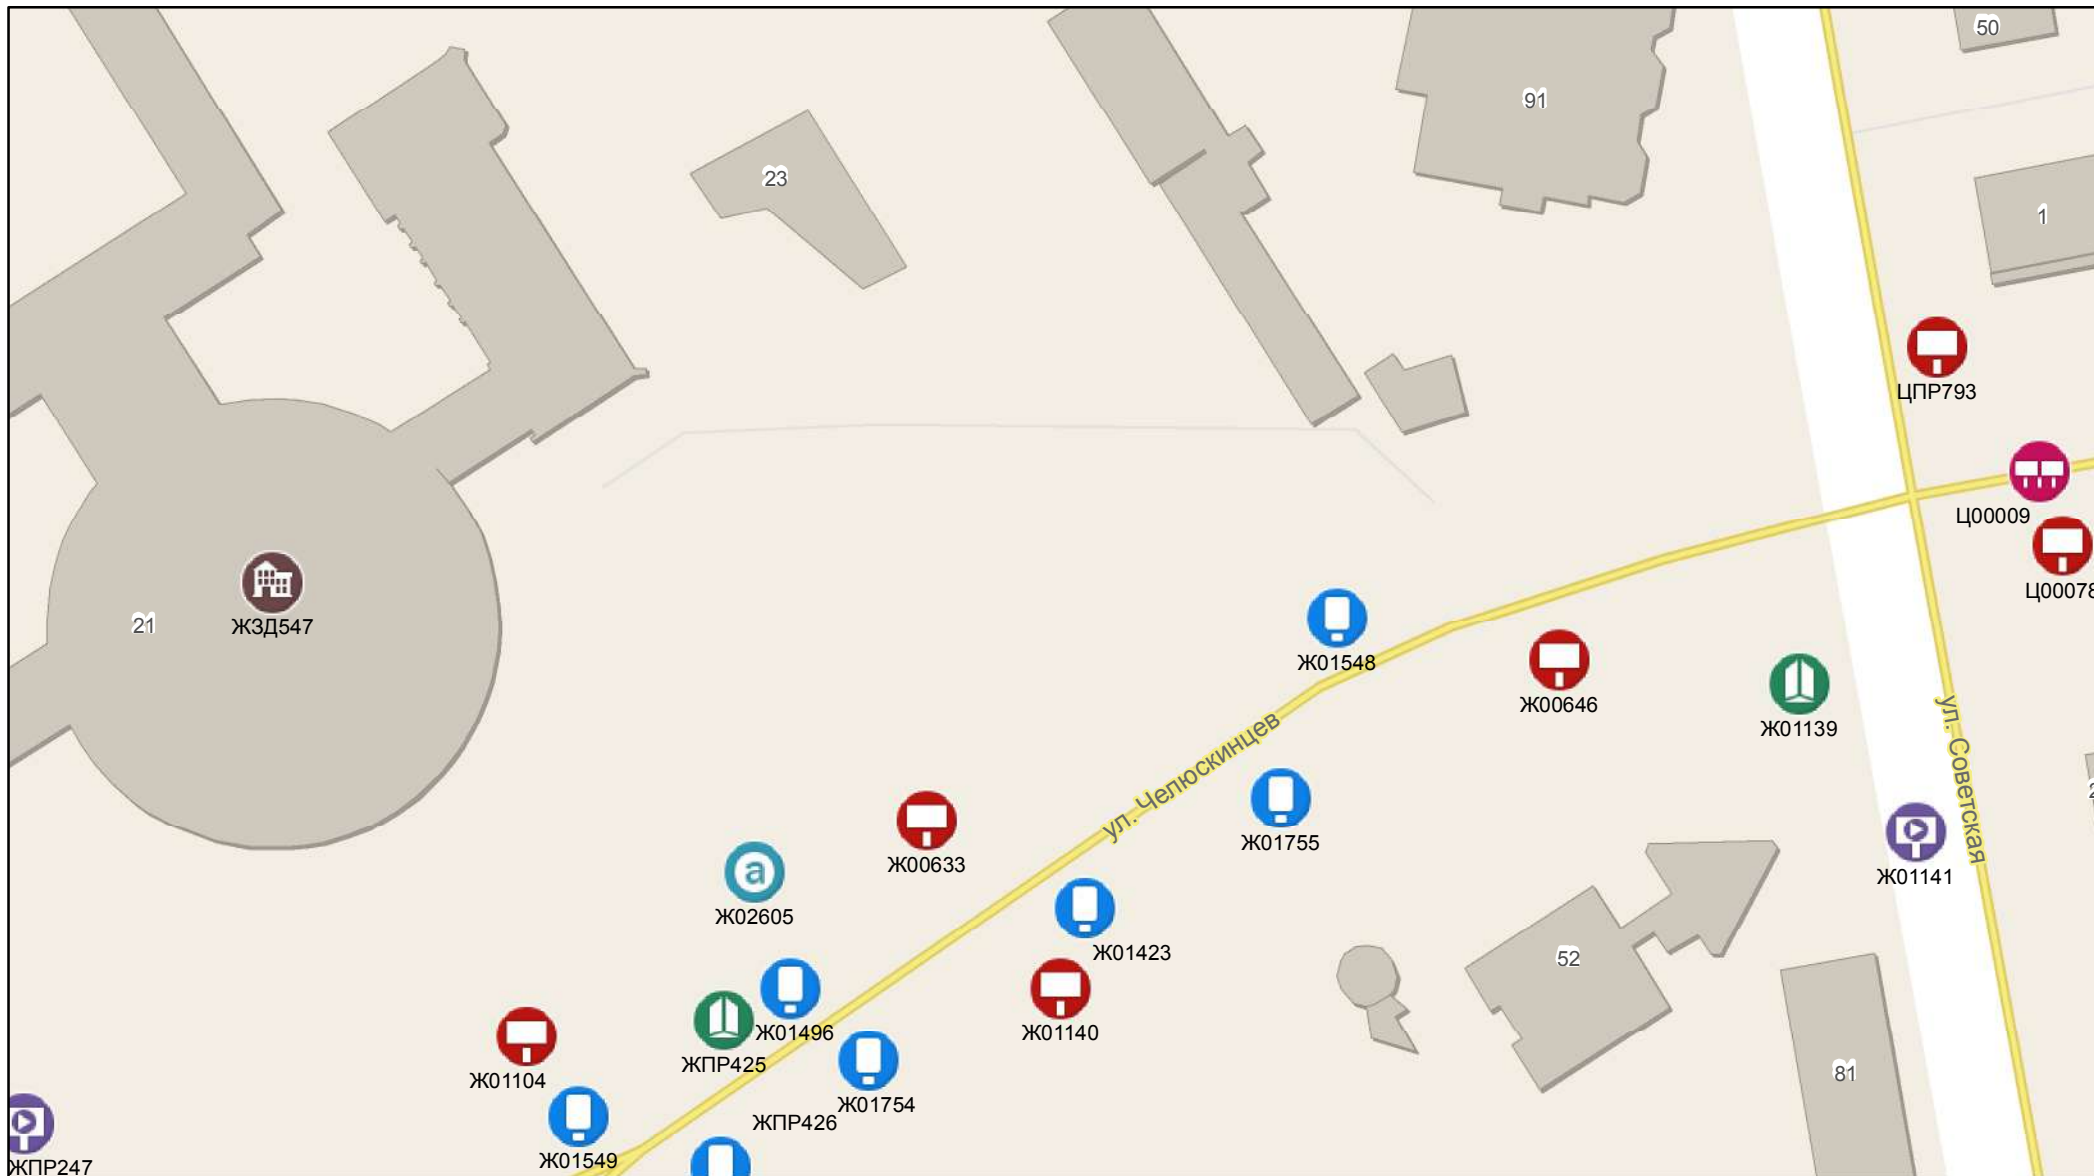 50
91
23
1
ЦПР793
Ц00009
Ц00078
21
ЖЗД547
Ж01548
Ж00646
Ж01139
ул. Советская
ул. Челюскинцев
Ж01755
Ж00633
Ж01141
Ж02605
Ж01423
52
Ж01496
Ж01140
ЖПР425
Ж01104
81
Ж01754
ЖПР426
Ж01549
ЖПР247